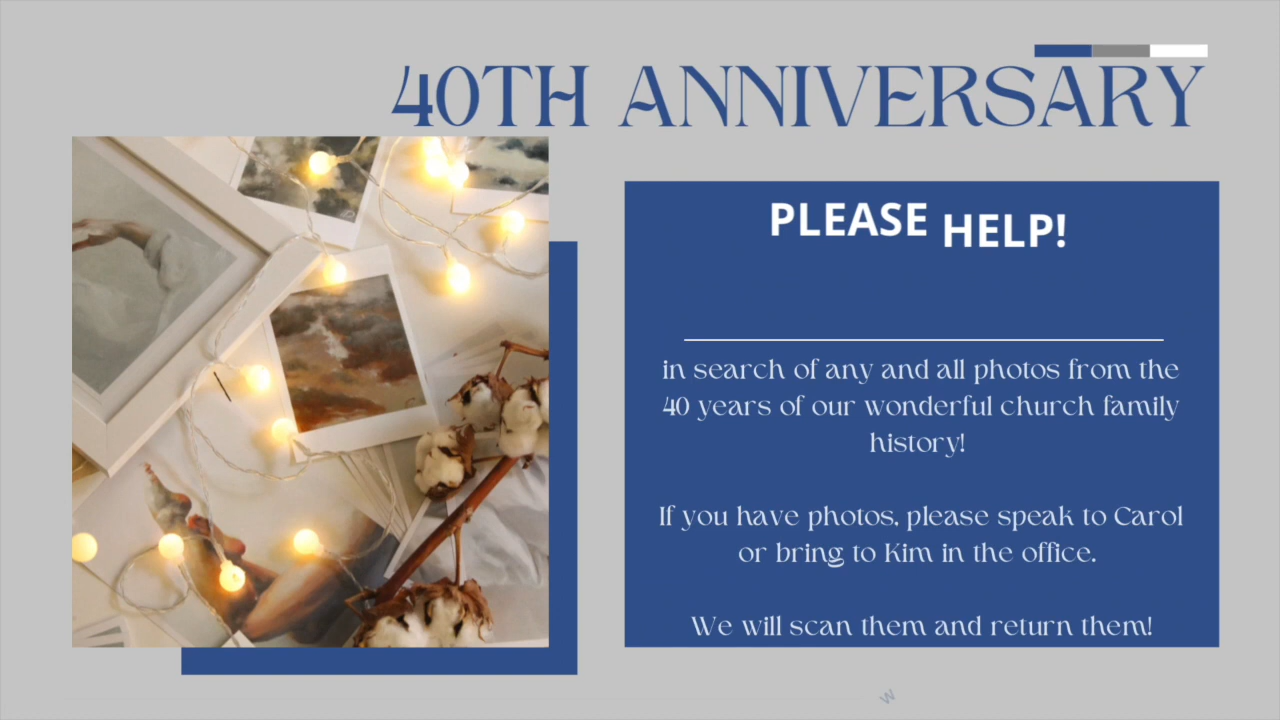 40TH ANNIVERSARY
PLEASE HELP!
in search of any and all photos from the
40 years of our wonderful church family
history!
If you have photos, please speak to Carol
or bring to Kim in the office.
We will scan them and return them!
W